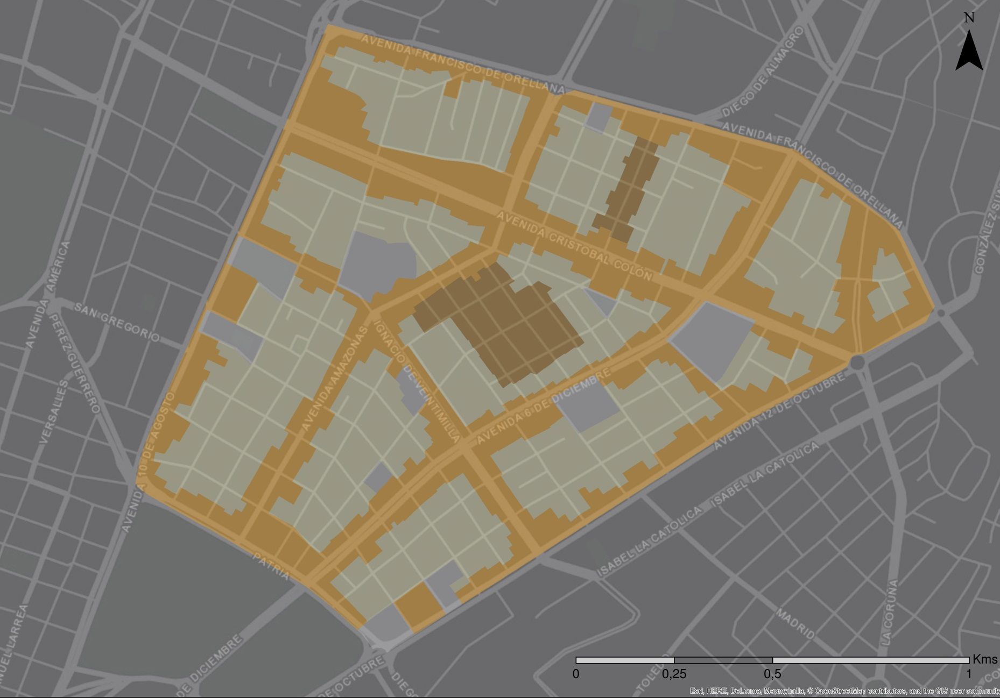 N
AVENIDA FRANCISCO DE ORELLANA
DIEGO DE ALMAGRO
AVENIDA FRANCISCO DE ORELLANA
AVENIDA AMÉRICA
AVENIDA CRISTOBAL COLÓN
SAN GREGORIO
PEREZ GUERRERO
VERSALLES
AVENIDA 10 DE AGOSTO
AVENIDA AMAZONAS
IGNACIO DE VEINTIMILLA
AVENIDA 6 DE DICIEMBRE
AVENIDA 12 DE OCTUBRE
ISABEL LA CATOLICA
ISABEL LA CATOLICA
PATRIA
MADRID
LA CORUÑA
DE DICIEMBRE
DE OCTUBRE
DIEGO
TOLEDO
Kms
0 0,25 0,5 1
Esri, HERE, DeLorme, MapmyIndia, © OpenStreetMap contributors, and the GIS user community